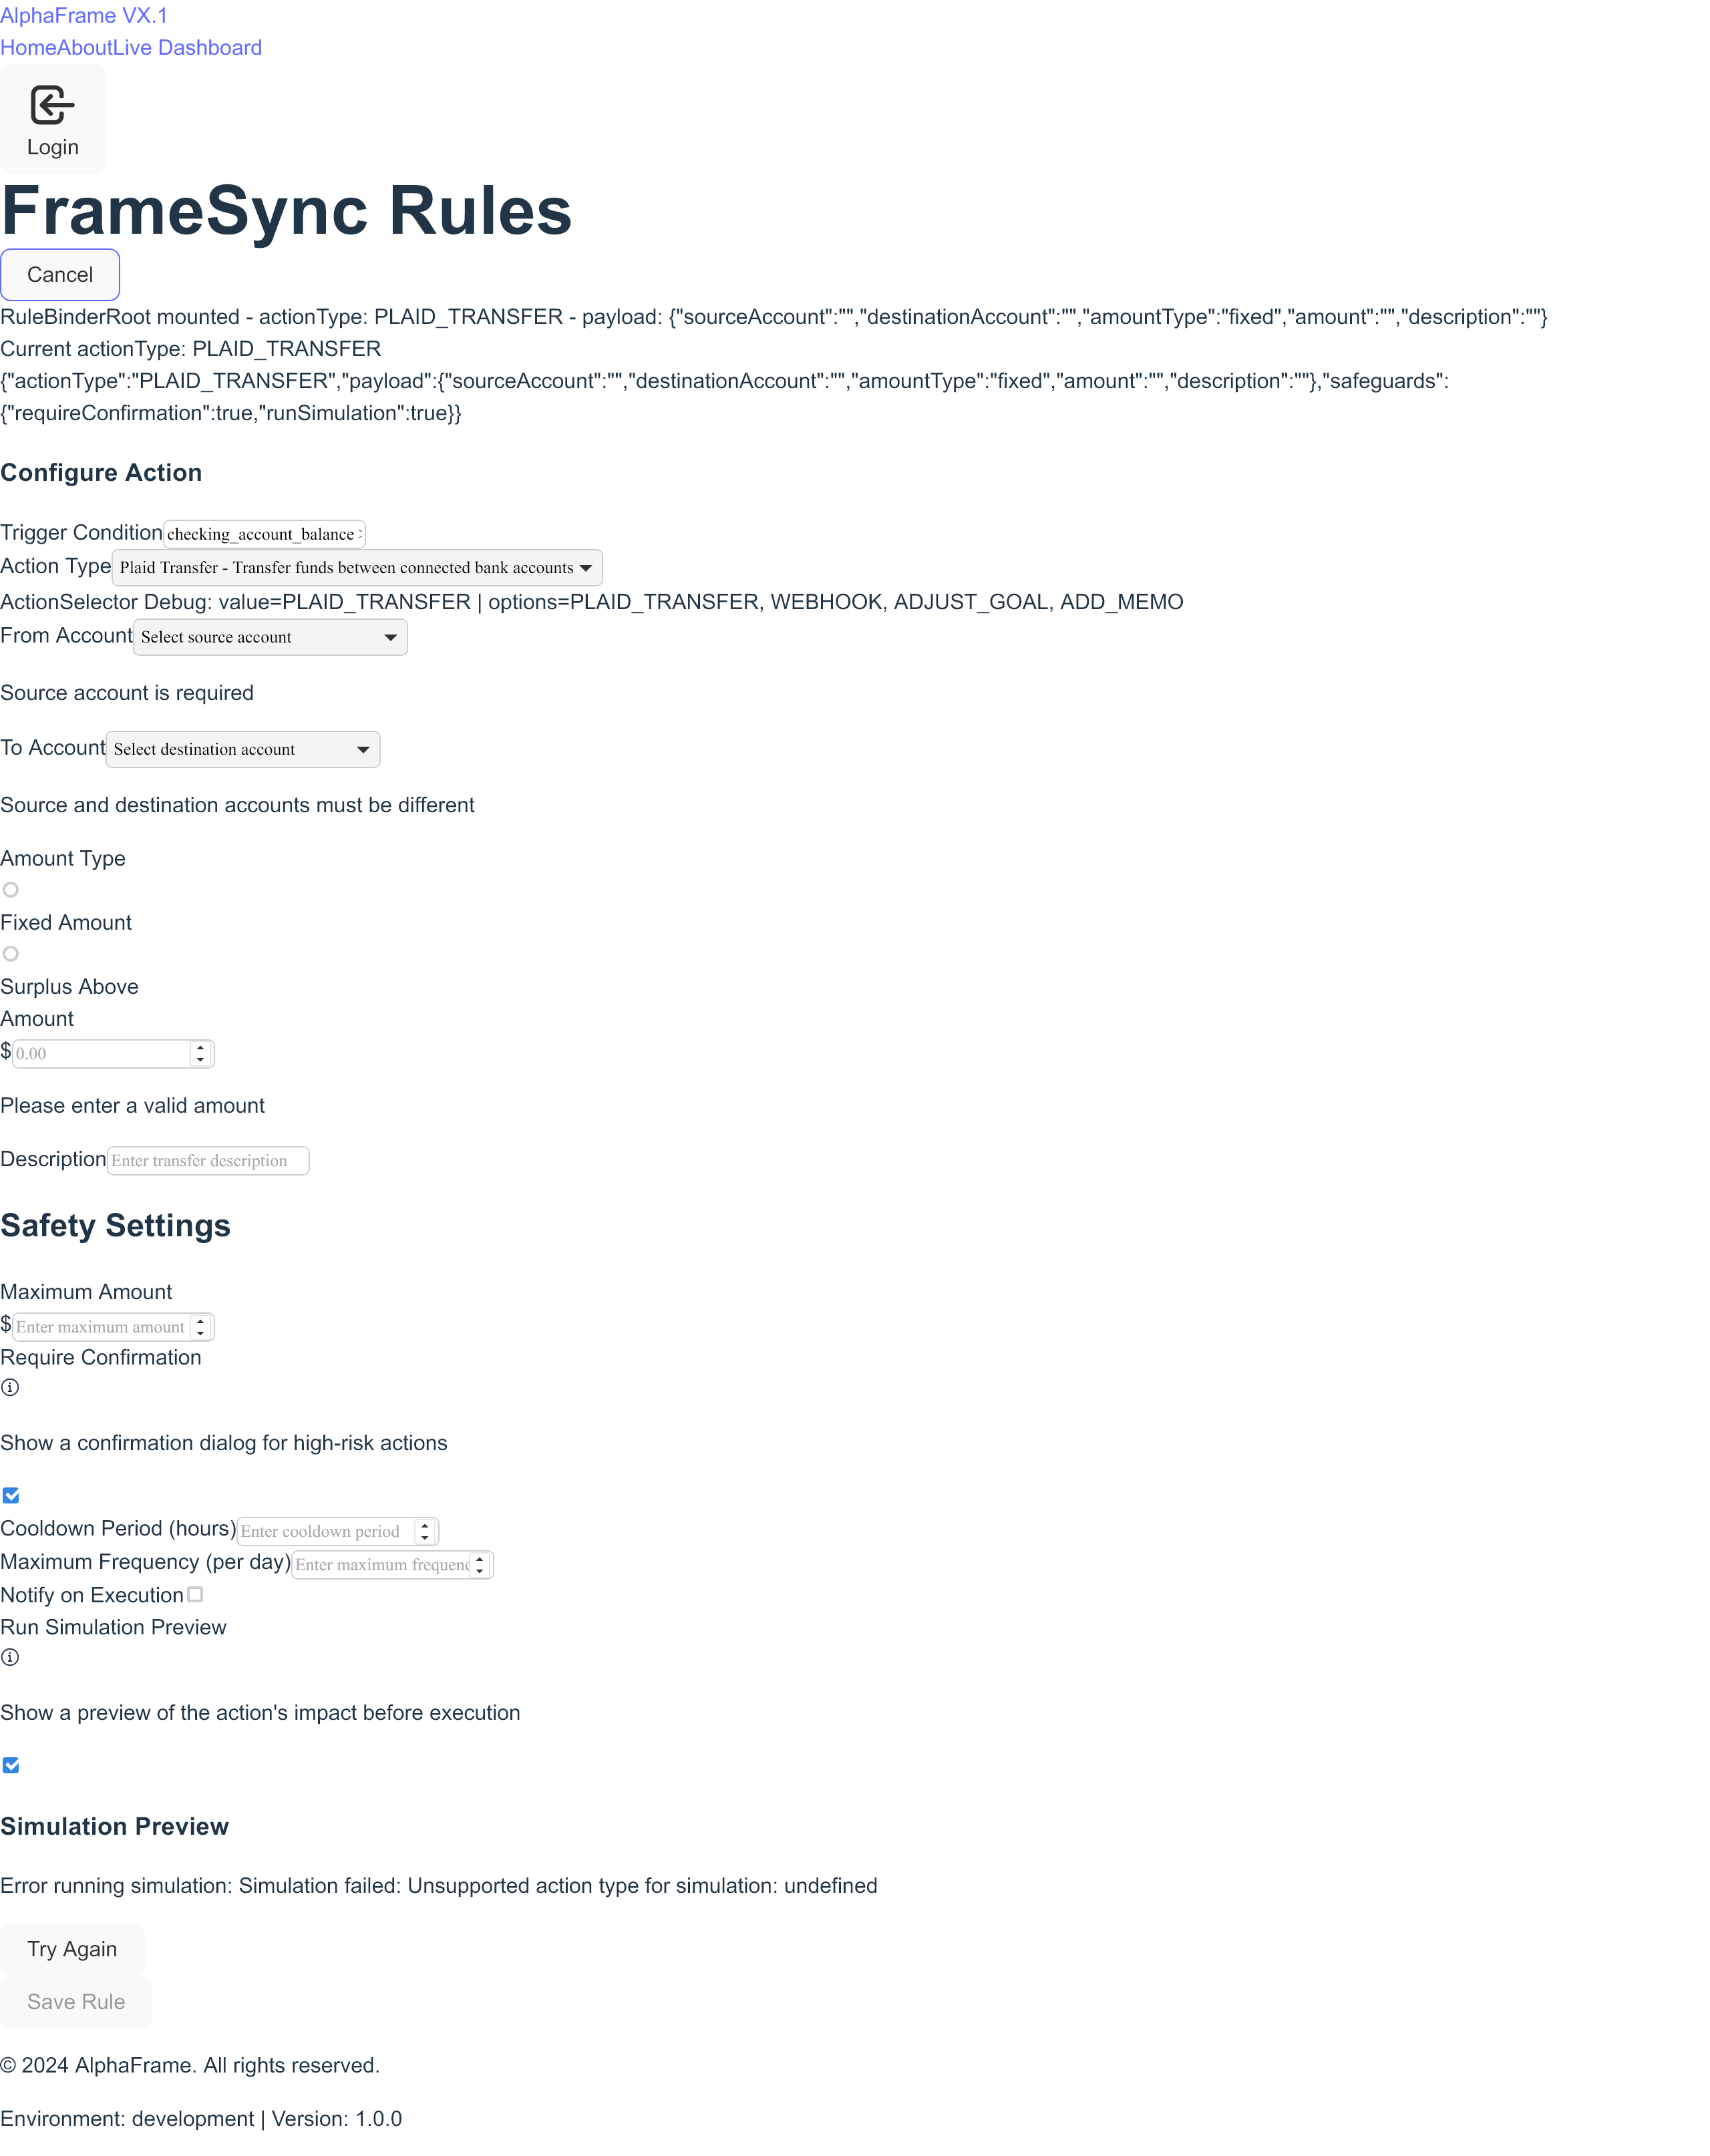 AlphaFrame VX.1
HomeAboutLive Dashboard
Login
FrameSync Rules
Cancel
RuleBinderRoot mounted - actionType: PLAID_TRANSFER - payload: {"sourceAccount":"","destinationAccount":"","amountType":"fixed","amount":"","description":""}
Current actionType: PLAID_TRANSFER
{"actionType":"PLAID_TRANSFER","payload":{"sourceAccount":"","destinationAccount":"","amountType":"fixed","amount":"","description":""},"safeguards":
{"requireConfirmation":true,"runSimulation":true}}
Configure Action
Trigger Condition checking_account_balance
Action Type Plaid Transfer - Transfer funds between connected bank accounts
ActionSelector Debug: value=PLAID_TRANSFER | options=PLAID_TRANSFER, WEBHOOK, ADJUST_GOAL, ADD_MEMO
From Account Select source account
Source account is required
To Account Select destination account
Source and destination accounts must be different
Amount Type
Fixed Amount
Surplus Above
Amount
$ 0.00
Please enter a valid amount
Description Enter transfer description
Safety Settings
Maximum Amount
$ Enter maximum amount
Require Confirmation
Show a confirmation dialog for high-risk actions
Cooldown Period (hours) Enter cooldown period
Maximum Frequency (per day) Enter maximum frequenc
Notify on Execution
Run Simulation Preview
Show a preview of the action's impact before execution
Simulation Preview
Error running simulation: Simulation failed: Unsupported action type for simulation: undefined
Try Again
Save Rule
© 2024 AlphaFrame. All rights reserved.
Environment: development | Version: 1.0.0